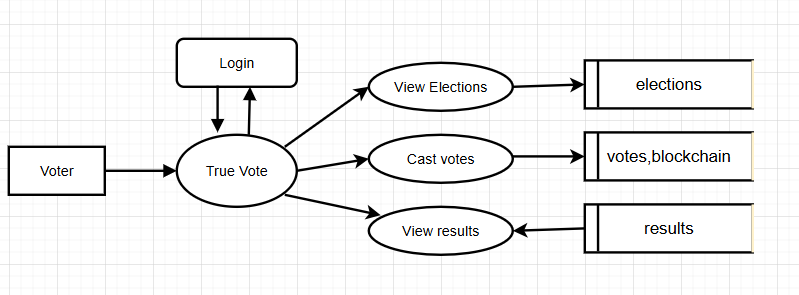 Login
View Elections
elections
Voter
True Vote
Cast votes
votes,blockchain
View results
results